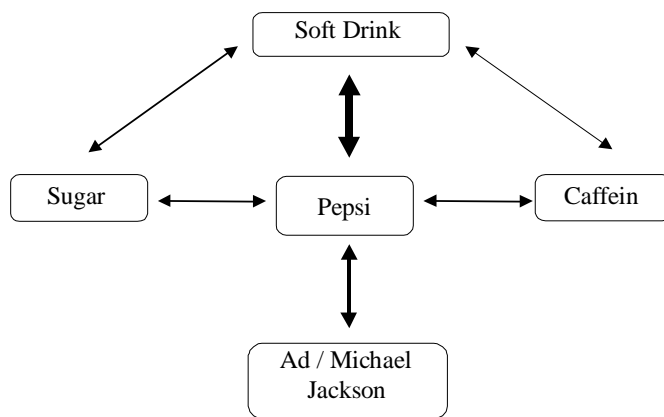 Soft Drink
Sugar
Pepsi
Caffein
Ad / Michael
Jackson